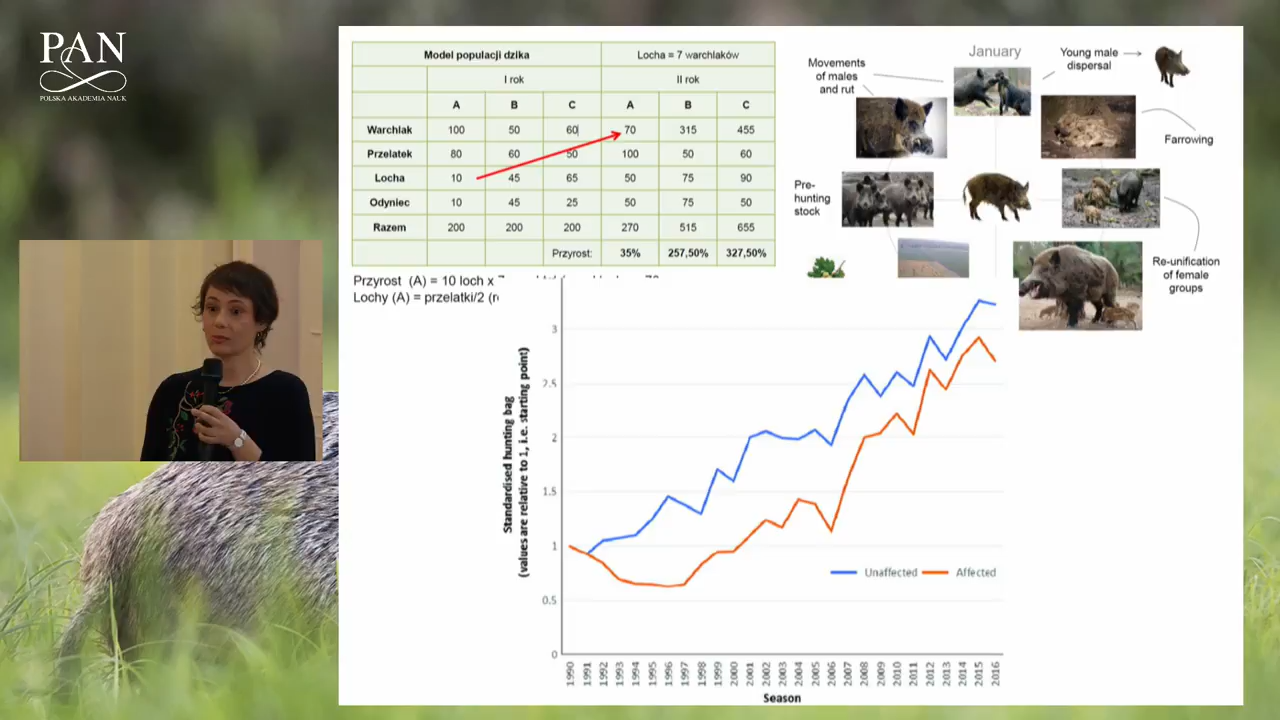 PAN
POLSKA AKADEMIA NAUK
Model populacji dzika Locha = 7 warchlaków
I rok II rok
A B C A B C
Warchlak 100 50 60 70 315 455
Przelatek 80 60 50 100 50 60
Locha 10 45 65 50 75 90
Odyniec 10 45 25 50 75 50
Razem 200 200 200 270 515 655
Przyrost: 35% 257,50% 327,50%
Przyrost (A) = 10 loch x
Lochy (A) = przelatki/2
January
Movements
of males
and rut
Young male
dispersal
Farrowing
Pre-
hunting
stock
Re-unification
of female
groups
Standardised hunting bag
(values are relative to 1, i.e. starting point)
3
2.5
2
1.5
1
0.5
0
Unaffected Affected
1990 1991 1992 1993 1994 1995 1996 1997 1998 1999 2000 2001 2002 2003 2004 2005 2006 2007 2008 2009 2010 2011 2012 2013 2014 2015 2016
Season